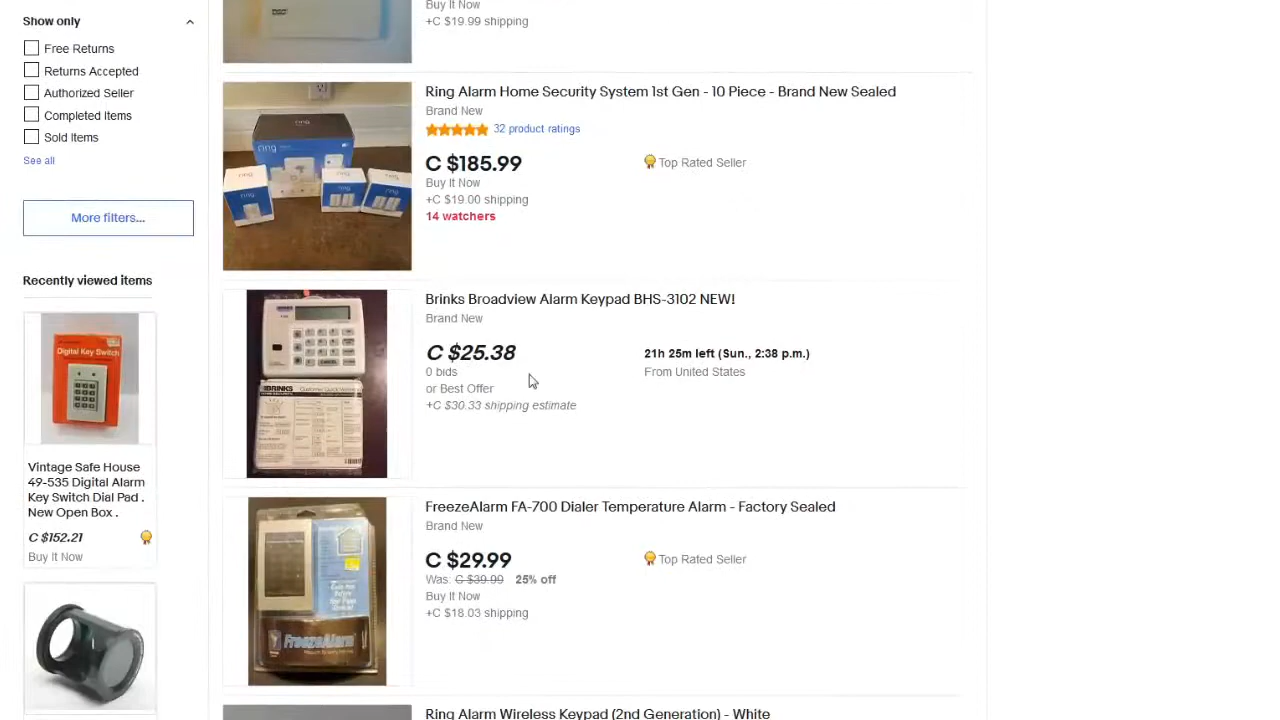 Show only
Free Returns
Returns Accepted
Authorized Seller
Completed Items
Sold Items
See all
More filters...
Recently viewed items
Digital Key Switch
Vintage Safe House
49-535 Digital Alarm
Key Switch Dial Pad .
New Open Box .
C $152.21
Buy It Now
Buy It Now
+C $19.99 shipping
ring
Ring Alarm Home Security System 1st Gen - 10 Piece - Brand New Sealed
Brand New
32 product ratings
C $185.99
Top Rated Seller
Buy It Now
+C $19.00 shipping
14 watchers
BRINKS
Brinks Broadview Alarm Keypad BHS-3102 NEW!
Brand New
C $25.38
21h 25m left (Sun., 2:38 p.m.)
0 bids
From United States
or Best Offer
+C $30.33 shipping estimate
FreezeAlarm
FreezeAlarm FA-700 Dialer Temperature Alarm - Factory Sealed
Brand New
C $29.99
Top Rated Seller
Was: C $39.99 25% off
Buy It Now
+C $18.03 shipping
Ring Alarm Wireless Keypad (2nd Generation) - White